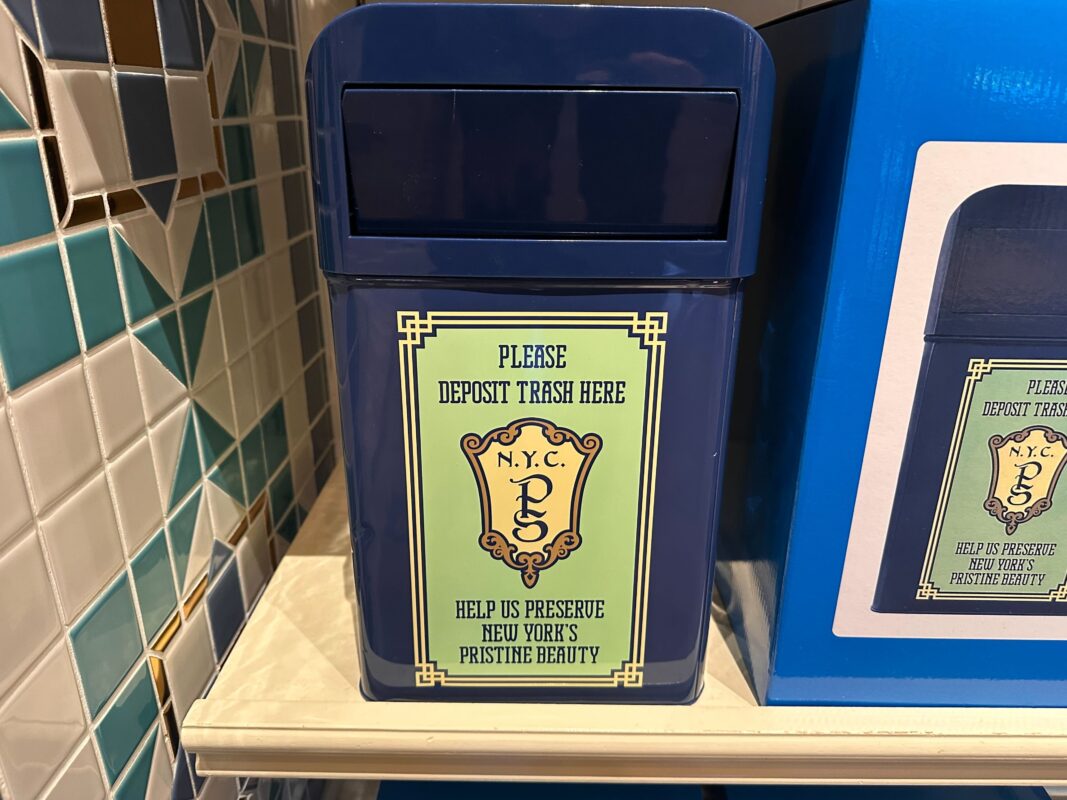 PLEASE
DEPOSIT TRASH HERE
N.Y.C.
PS
HELP US PRESERVE
NEW YORK'S
PRISTINE BEAUTY
PLEASE
DEPOSIT TRASH
N.Y.C.
PS
HELP US PRESERVE
NEW YORK'S
PRISTINE BEAUTY